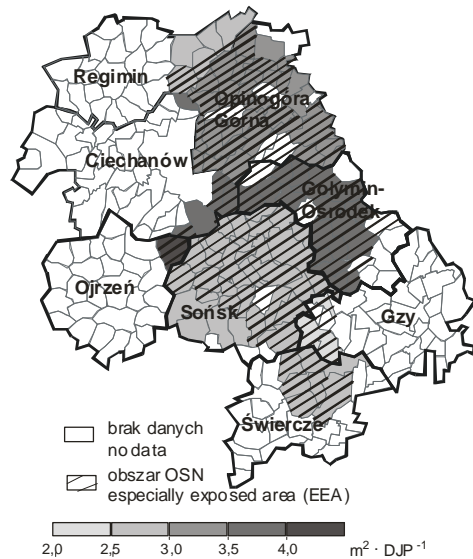 Regimin
Opinogóra
Górna
Ciechanów
Gołymin-
Ośrodek
Ojrzeń
Sońsk
Gzy
Świercze
brak danych
no data
obszar OSN
especially exposed area (EEA)
2,0 2,5 3,0 3,5 4,0 m² · DJP⁻¹